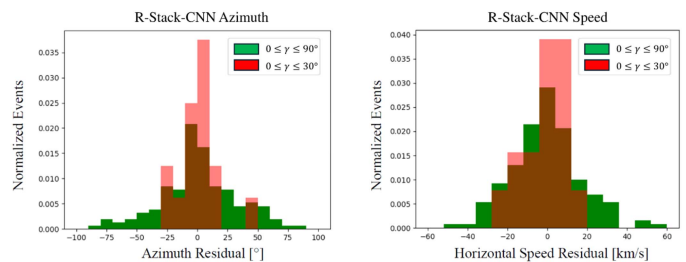 R-Stack-CNN Azimuth
0 ≤ γ ≤ 90°
0 ≤ γ ≤ 30°
Normalized Events
0.035
0.030
0.025
0.020
0.015
0.010
0.005
0.000
−100 −75 −50 −25 0 25 50 75 100
Azimuth Residual [°]
R-Stack-CNN Speed
0 ≤ γ ≤ 90°
0 ≤ γ ≤ 30°
Normalized Events
0.040
0.035
0.030
0.025
0.020
0.015
0.010
0.005
0.000
−60 −40 −20 0 20 40 60
Horizontal Speed Residual [km/s]